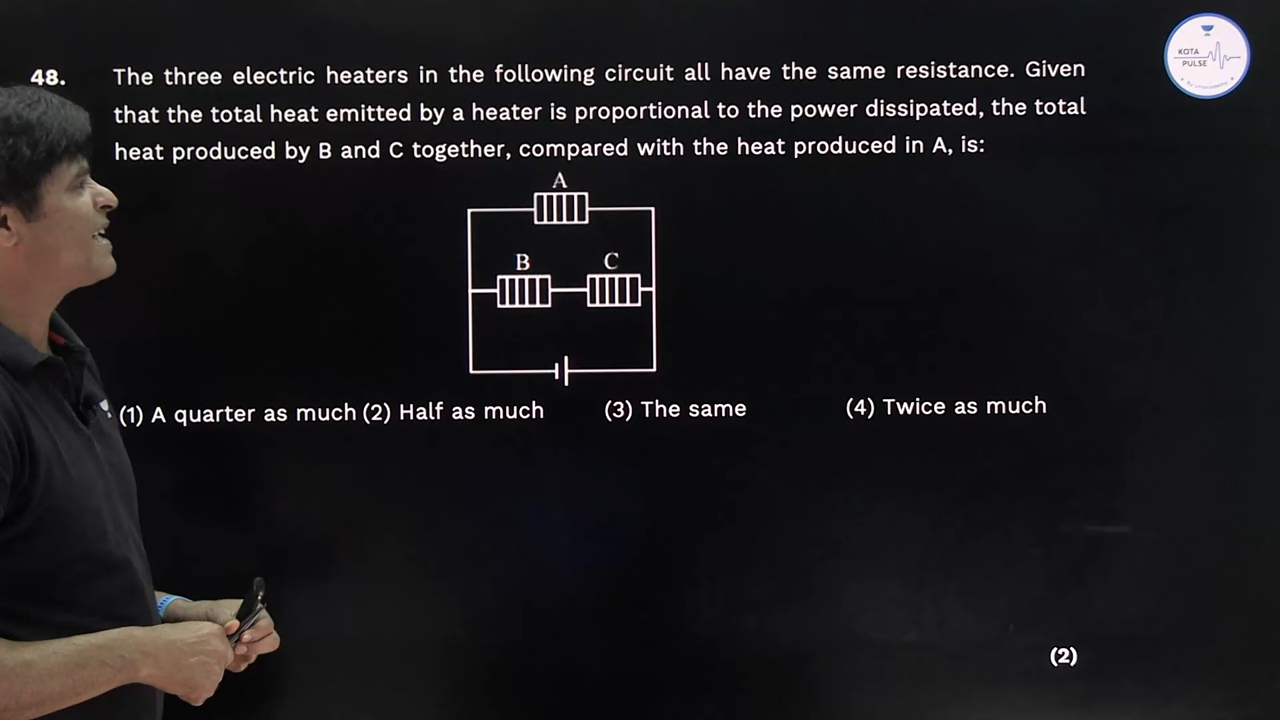 KOTA
PULSE
48. The three electric heaters in the following circuit all have the same resistance. Given
that the total heat emitted by a heater is proportional to the power dissipated, the total
heat produced by B and C together, compared with the heat produced in A, is:
A
B C
(1) A quarter as much (2) Half as much (3) The same (4) Twice as much
(2)